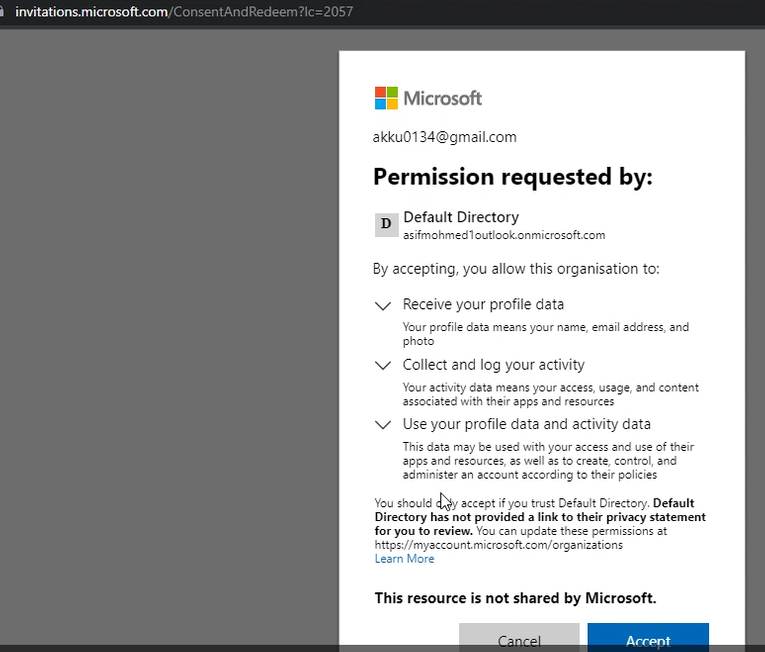 invitations.microsoft.com/ConsentAndRedeem?lc=2057
Microsoft
akku0134@gmail.com
Permission requested by:
D
Default Directory
asifmohmed1outlook.onmicrosoft.com
By accepting, you allow this organisation to:
Receive your profile data
Your profile data means your name, email address, and
photo
Collect and log your activity
Your activity data means your access, usage, and content
associated with their apps and resources
Use your profile data and activity data
This data may be used with your access and use of their
apps and resources, as well as to create, control, and
administer an account according to their policies
You should only accept if you trust Default Directory. Default
Directory has not provided a link to their privacy statement
for you to review. You can update these permissions at
https://myaccount.microsoft.com/organizations
Learn More
This resource is not shared by Microsoft.
Cancel
Accept